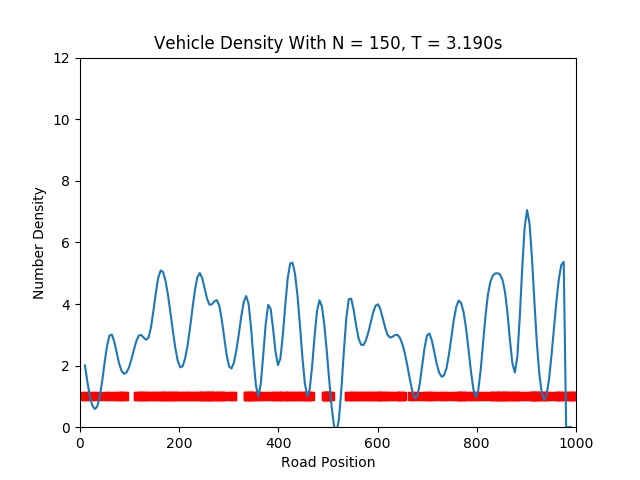 Vehicle Density With N = 150, T = 3.190s
12
10
8
6
4
2
0
Number Density
0 200 400 600 800 1000
Road Position